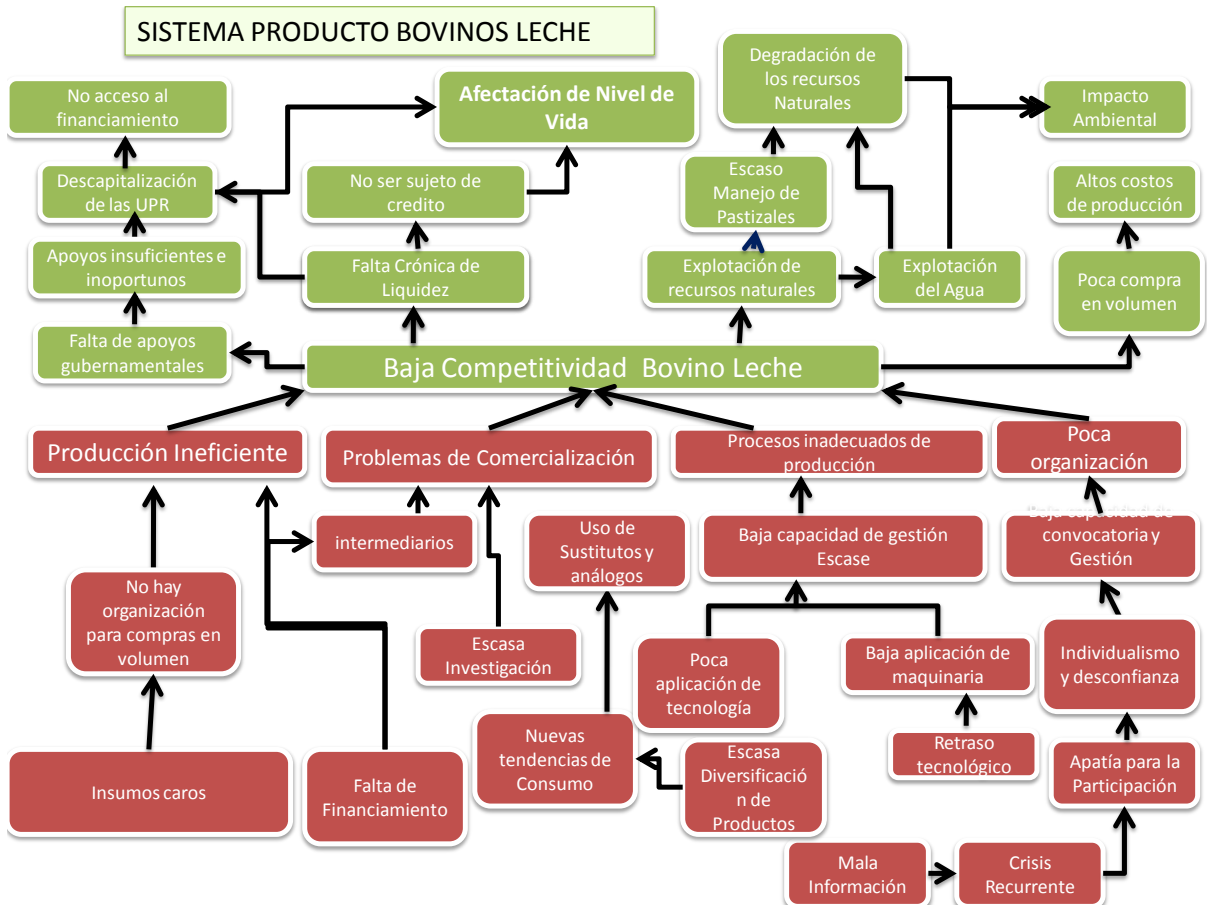 SISTEMA PRODUCTO BOVINOS LECHE
No acceso al
financiamiento
Afectación de Nivel de
Vida
Degradación de
los recursos
Naturales
Impacto
Ambiental
Descapitalización
de las UPR
No ser sujeto de
credito
Escaso
Manejo de
Pastizales
Altos costos
de producción
Apoyos insuficientes e
inoportunos
Falta Crónica de
Liquidez
Explotación de
recursos naturales
Explotación
del Agua
Poca compra
en volumen
Falta de apoyos
gubernamentales
Baja Competitividad Bovino Leche
Producción Ineficiente
Problemas de Comercialización
Procesos inadecuados de
producción
Poca
organización
intermediarios
Uso de
Sustitutos y
análogos
Baja capacidad de gestión
Escase
Baja capacidad de
convocatoria y
Gestión
No hay
organización
para compras en
volumen
Escasa
Investigación
Poca
aplicación de
tecnología
Baja aplicación de
maquinaria
Individualismo
y desconfianza
Insumos caros
Falta de
Financiamiento
Nuevas
tendencias de
Consumo
Escasa
Diversificació
n de
Productos
Retraso
tecnológico
Apatía para la
Participación
Mala
Información
Crisis
Recurrente